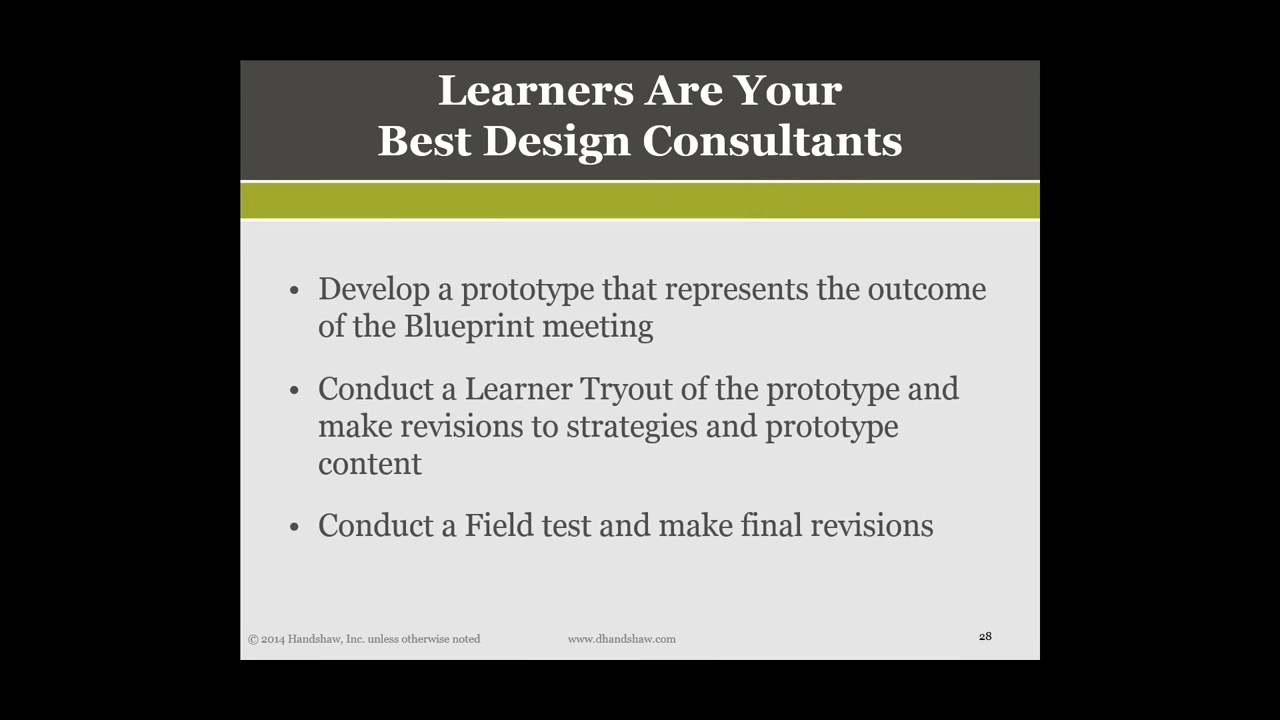 Learners Are Your
Best Design Consultants
• Develop a prototype that represents the outcome
of the Blueprint meeting
• Conduct a Learner Tryout of the prototype and
make revisions to strategies and prototype
content
• Conduct a Field test and make final revisions
© 2014 Handshaw, Inc. unless otherwise noted
www.dhandshaw.com
28